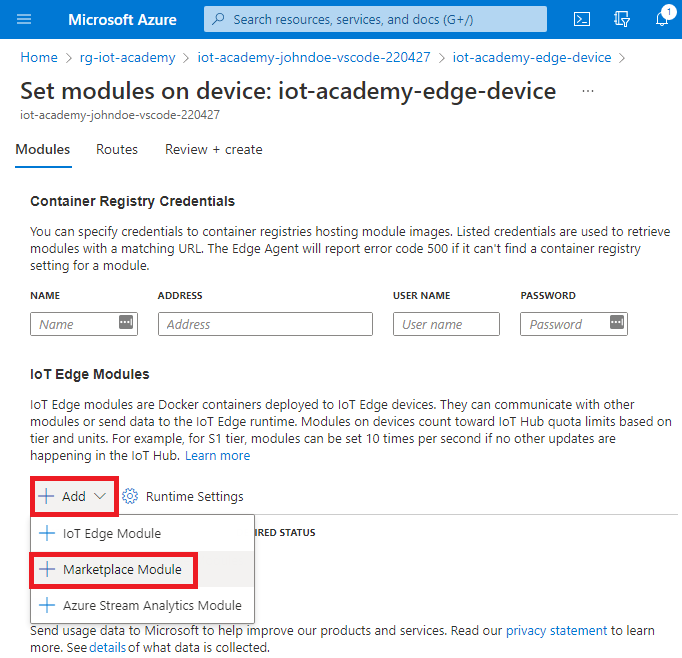 Microsoft Azure
Search resources, services, and docs (G+/)
1
Home > rg-iot-academy > iot-academy-johndoe-vscode-220427 > iot-academy-edge-device >
Set modules on device: iot-academy-edge-device ...
iot-academy-johndoe-vscode-220427
Modules Routes Review + create
Container Registry Credentials
You can specify credentials to container registries hosting module images. Listed credentials are used to retrieve
modules with a matching URL. The Edge Agent will report error code 500 if it can't find a container registry
setting for a module.
NAME ADDRESS USER NAME PASSWORD
Name Address User name Password
IoT Edge Modules
IoT Edge modules are Docker containers deployed to IoT Edge devices. They can communicate with other
modules or send data to the IoT Edge runtime. Modules on devices count toward IoT Hub quota limits based on
tier and units. For example, for S1 tier, modules can be set 10 times per second if no other updates are
happening in the IoT Hub. Learn more
+ Add Runtime Settings
+ IoT Edge Module IRED STATUS
+ Marketplace Module
+ Azure Stream Analytics Module
Send usage data to Microsoft to help improve our products and services. Read our privacy statement to learn
more. See details of what data is collected.